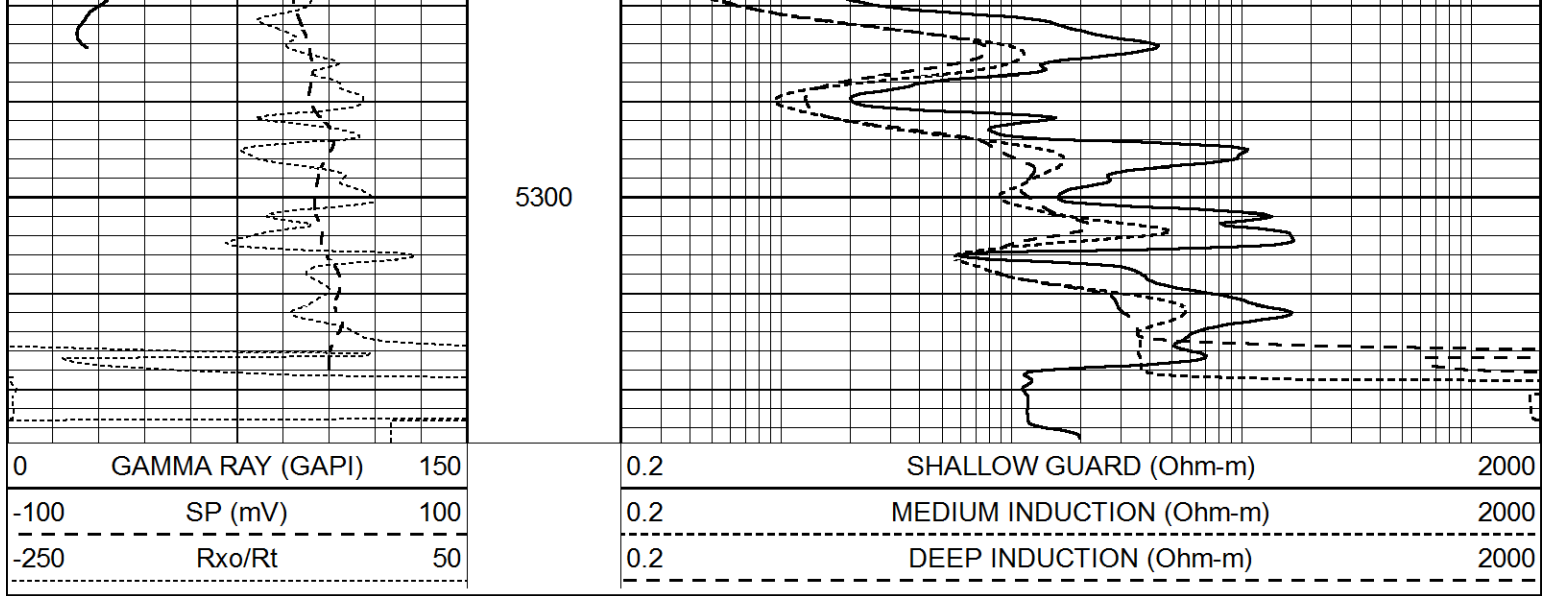 5300
0 GAMMA RAY (GAPI) 150 0.2 SHALLOW GUARD (Ohm-m) 2000
-100 SP (mV) 100 0.2 MEDIUM INDUCTION (Ohm-m) 2000
-250 Rxo/Rt 50 0.2 DEEP INDUCTION (Ohm-m) 2000